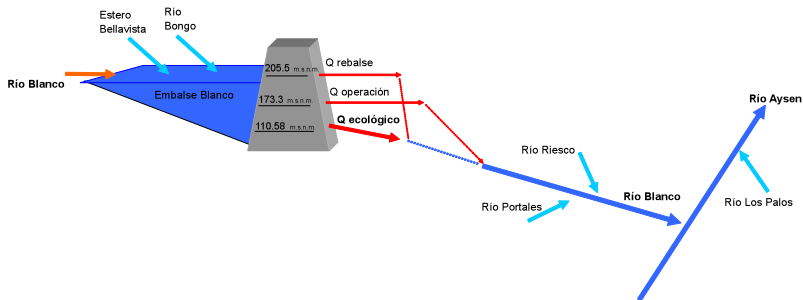 Estero
Bellavista
Río
Bongo
Río Blanco
Embalse Blanco
205.5 m.s.n.m.
173.3 m.s.n.m.
110.58 m.s.n.m
Q rebalse
Q operación
Q ecológico
Río Riesco
Río Portales
Río Blanco
Río Aysen
Río Los Palos